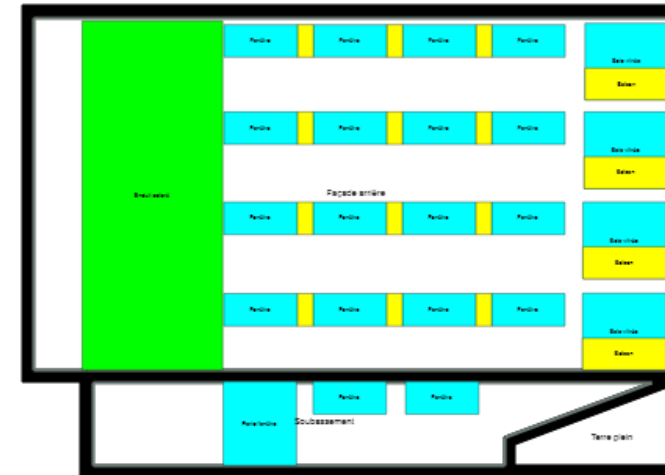 Fenêtre Fenêtre Fenêtre Fenêtre
Baie vitrée
Balcon
Fenêtre Fenêtre Fenêtre Fenêtre
Baie vitrée
Balcon
Enduit
Façade arrière
Fenêtre Fenêtre Fenêtre Fenêtre
Baie vitrée
Balcon
Fenêtre Fenêtre Fenêtre Fenêtre
Baie vitrée
Balcon
Fenêtre Fenêtre
Porte fenêtre
Soubassement
Terre plein